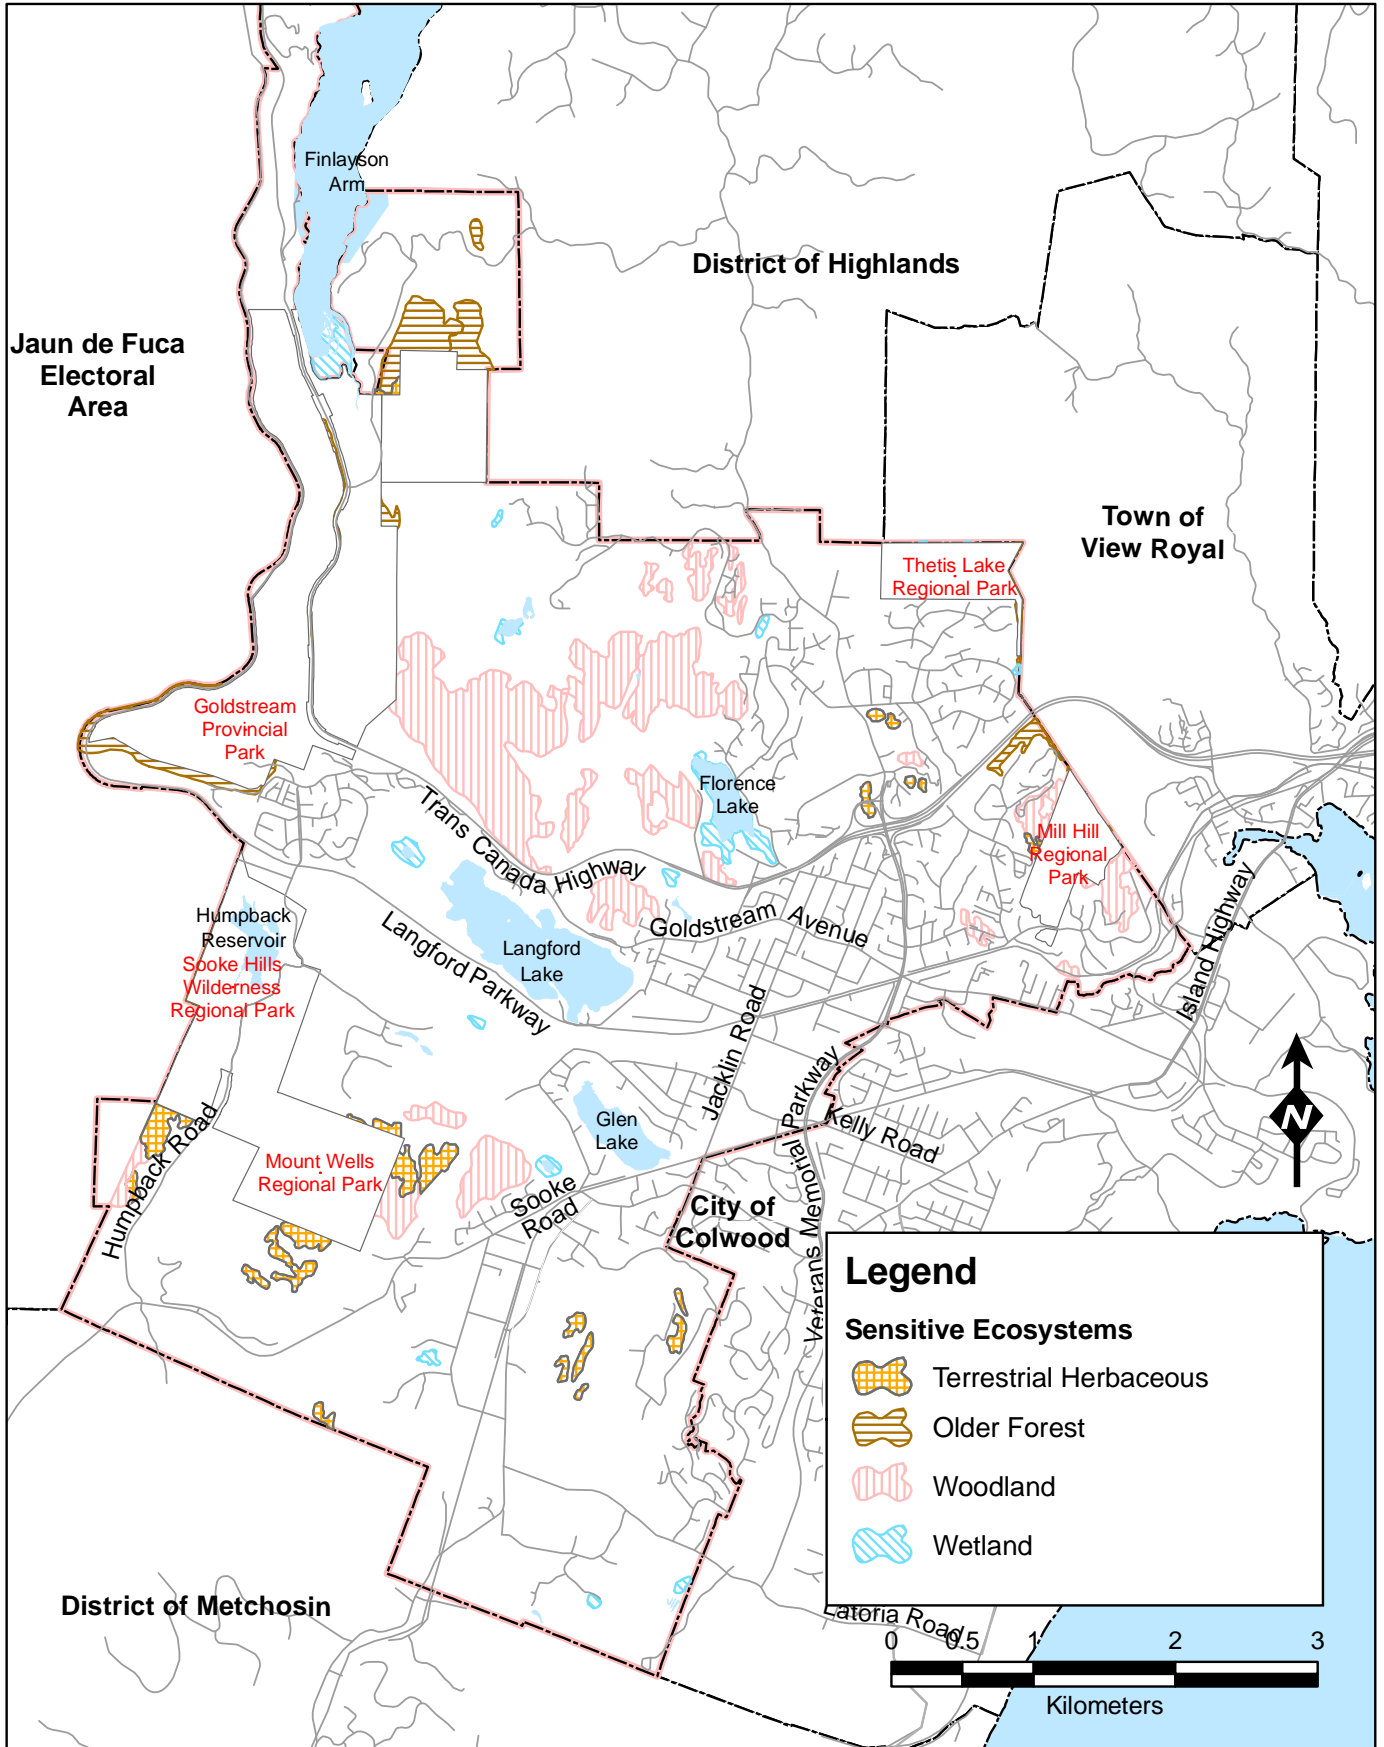 Finlayson
Arm
District of Highlands
Jaun de Fuca
Electoral
Area
Town of
View Royal
Thetis Lake
Regional Park
Goldstream
Provincial
Park
Florence
Lake
Trans Canada Highway
Mill Hill
Regional
Park
Humpback
Reservoir
Sooke Hills
Wilderness
Regional Park
Langford Parkway
Langford
Lake
Goldstream Avenue
Island Highway
Jacklin Road
Veterans Memorial Parkway
Kelly Road
Glen
Lake
Humpback Road
Mount Wells
Regional Park
Sooke
Road
City of
Colwood
N
Legend
Sensitive Ecosystems
Terrestrial Herbaceous
Older Forest
Woodland
Wetland
District of Metchosin
Latoria Road
0 0.5 1 2 3
Kilometers